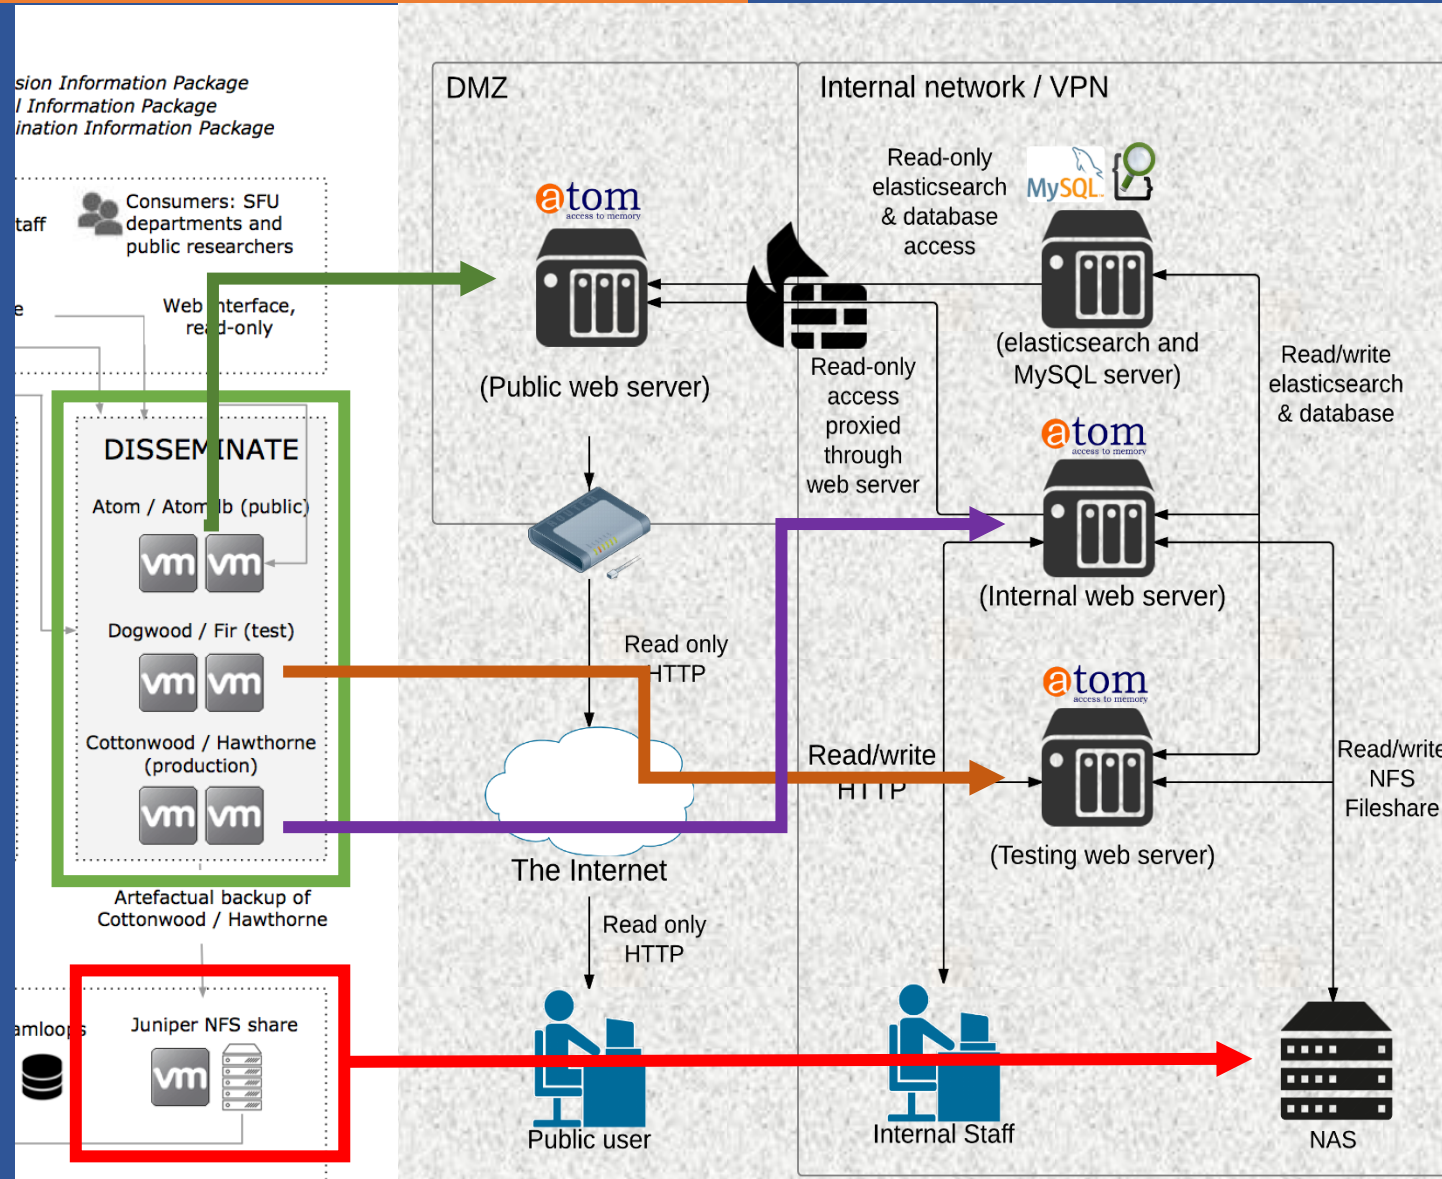 sion Information Package
l Information Package
ination Information Package
taff
Consumers: SFU
departments and
public researchers
e
Web interface,
read-only
DISSEMINATE
Atom / Atom lb (public)
vm vm
Dogwood / Fir (test)
vm vm
Cottonwood / Hawthorne
(production)
vm vm
Artefactual backup of
Cottonwood / Hawthorne
amloops
Juniper NFS share
vm
DMZ
atom
access to memory
(Public web server)
Read only
HTTP
The Internet
Read only
HTTP
Public user
Internal network / VPN
Read-only
elasticsearch
& database
access
MySQL
(elasticsearch and
MySQL server)
Read-only
access
proxied
through
web server
Read/write
elasticsearch
& database
atom
access to memory
(Internal web server)
atom
access to memory
Read/write
HTTP
(Testing web server)
Read/write
NFS
Fileshare
Internal Staff
NAS